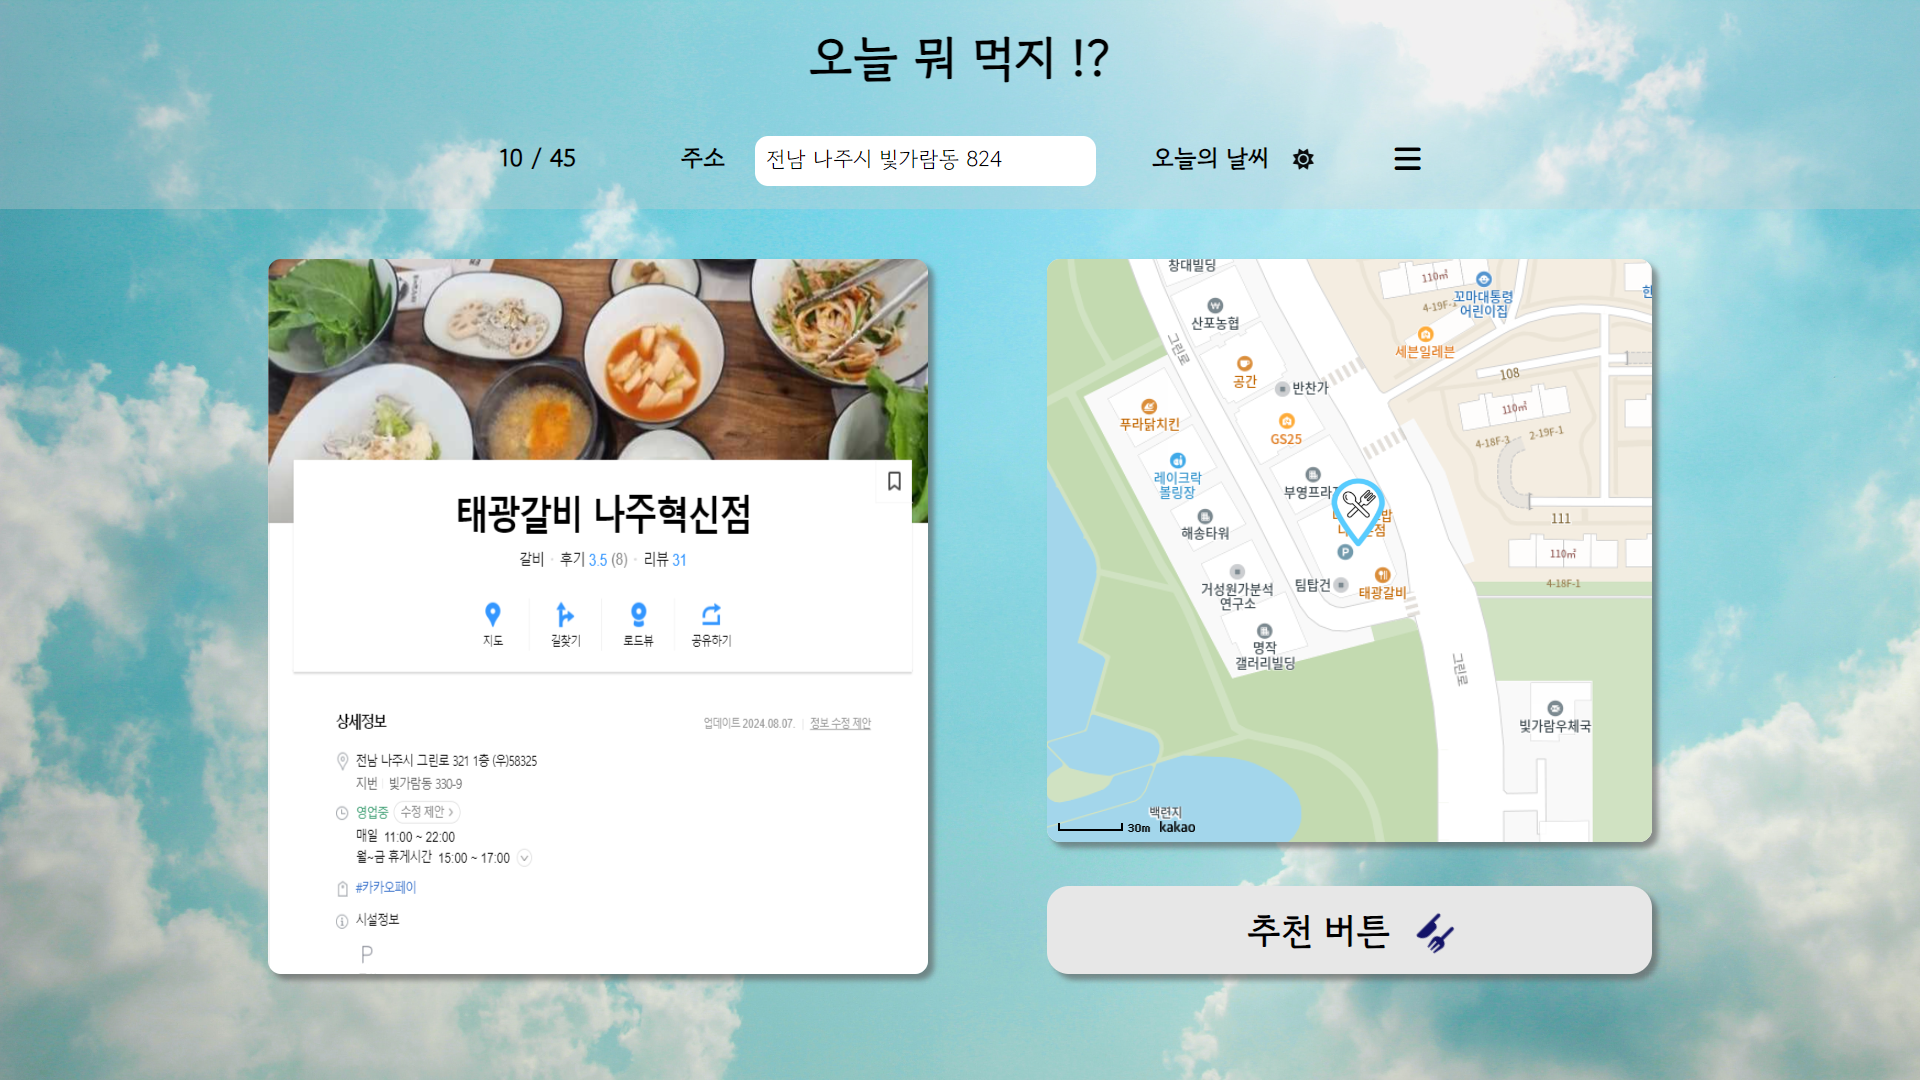 오늘 뭐 먹지 !?
10 / 45
주소
전남 나주시 빛가람동 824
오늘의 날씨
태광갈비 나주혁신점
갈비 · 후기 3.5 (8) · 리뷰 31
지도
길찾기
로드뷰
공유하기
상세정보
업데이트 2024.08.07.
정보 수정 제안
전남 나주시 그린로 321 1층 (우)58325
지번 빛가람동 330-9
영업중 수정 제안
매일 11:00 ~ 22:00
월~금 휴게시간 15:00 ~ 17:00
#카카오페이
시설정보
P
창대빌딩
산포농협
그린로
공간
반찬가
푸라닭치킨
GS25
레이크락
볼링장
부영프라
해송타워
P
거성원가분석
연구소
팀탑건
태광갈비
명작
갤러리빌딩
110㎡
4-19F-1
꼬마대통령
어린이집
한
세븐일레븐
108
110㎡
4-18F-3
2-19F-1
111
110㎡
4-18F-1
그린로
빛가람우체국
백련지
30m kakao
추천 버튼